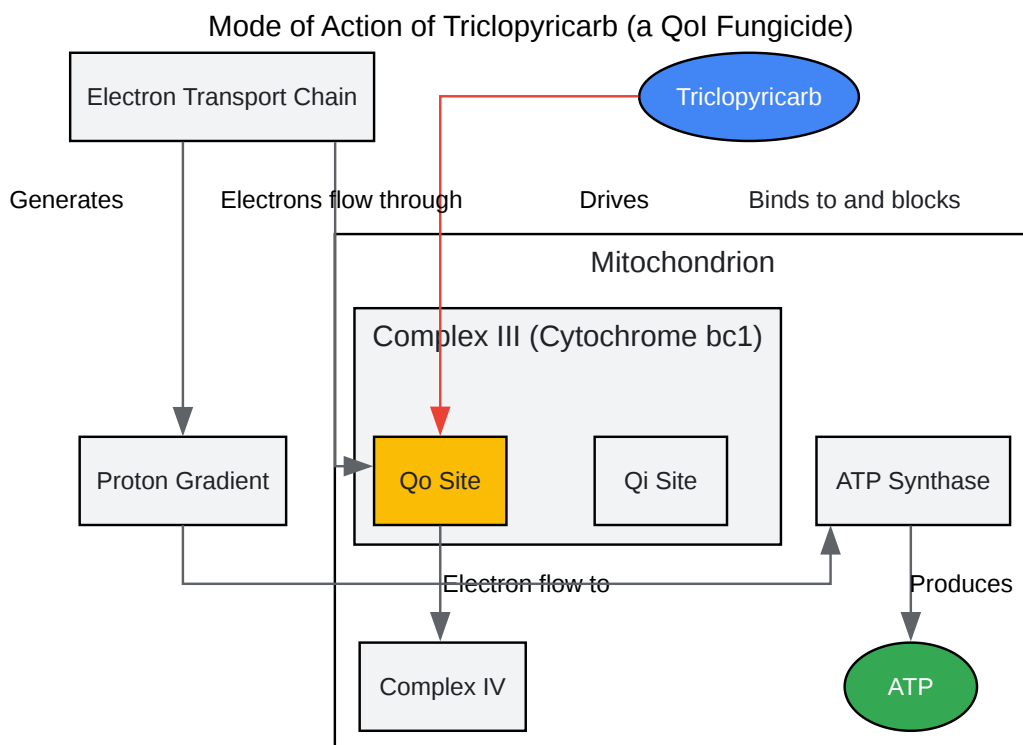 Mode of Action of Triclopyricarb (a QoI Fungicide)
Electron Transport Chain
Triclopyricarb
Generates
Electrons flow through
Drives
Binds to and blocks
Mitochondrion
Complex III (Cytochrome bc1)
Proton Gradient
Qo Site
Qi Site
ATP Synthase
Electron flow to
Produces
Complex IV
ATP